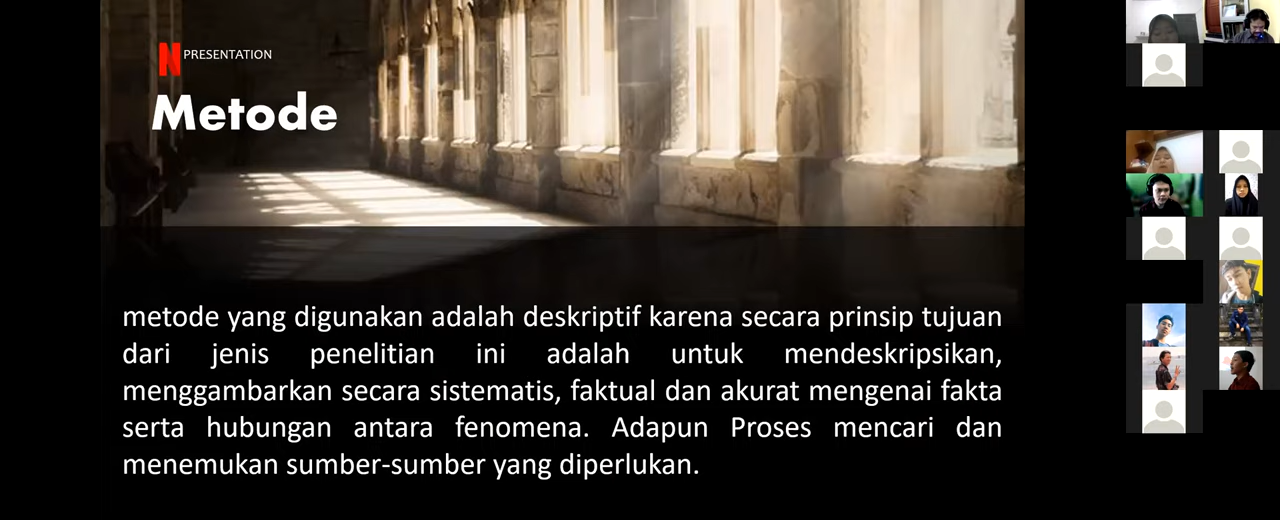 N PRESENTATION
Metode
metode yang digunakan adalah deskriptif karena secara prinsip tujuan
dari jenis penelitian ini adalah untuk mendeskripsikan,
menggambarkan secara sistematis, faktual dan akurat mengenai fakta
serta hubungan antara fenomena. Adapun Proses mencari dan
menemukan sumber-sumber yang diperlukan.